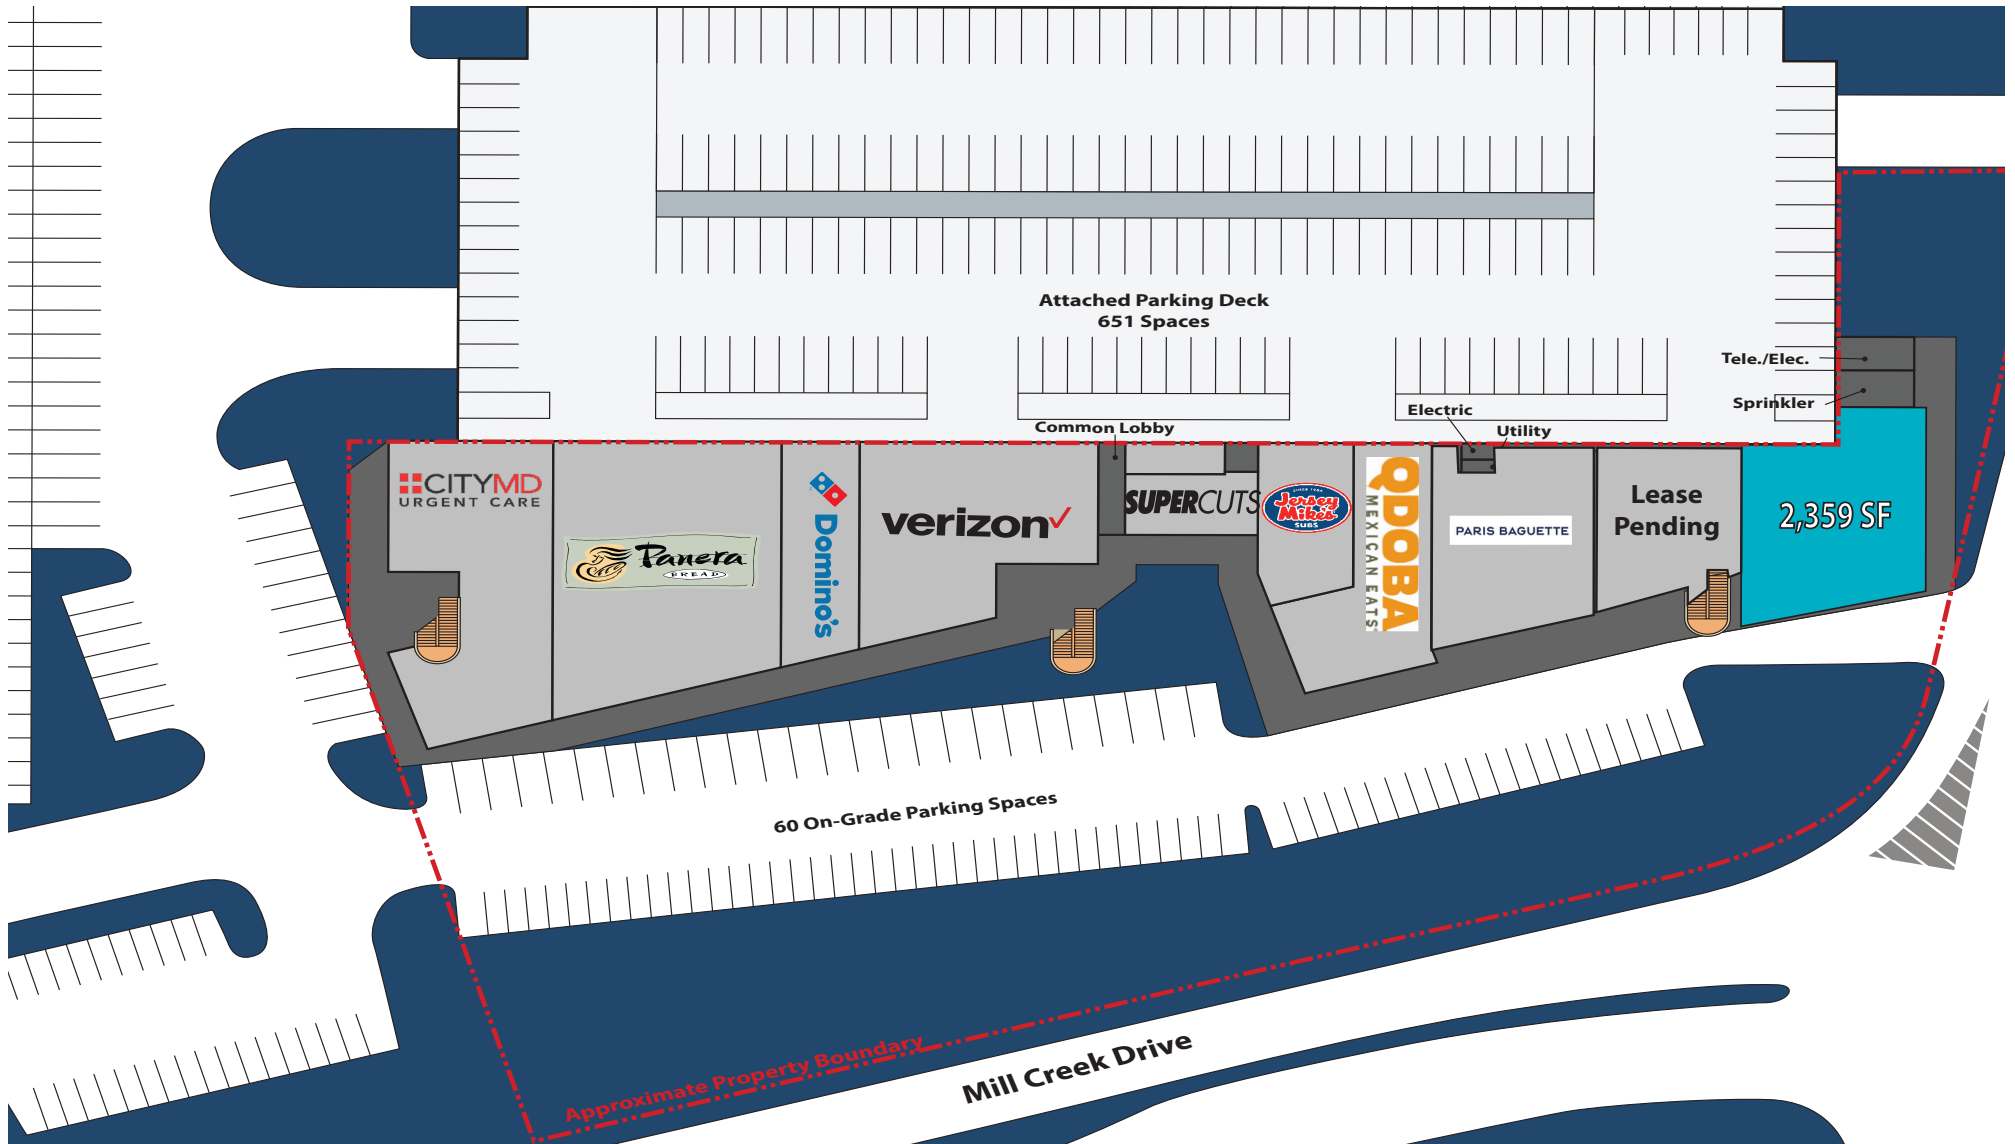 Attached Parking Deck
651 Spaces
Tele./Elec.
Sprinkler
Electric
Utility
Common Lobby
CITYMD
URGENT CARE
Panera
BREAD
Domino's
verizon
SUPERCUTS
SINCE 1956
Jersey
Mike's
SUBS
QDOBA
MEXICAN EATS
PARIS BAGUETTE
Lease
Pending
2,359 SF
60 On-Grade Parking Spaces
Approximate Property Boundary
Mill Creek Drive